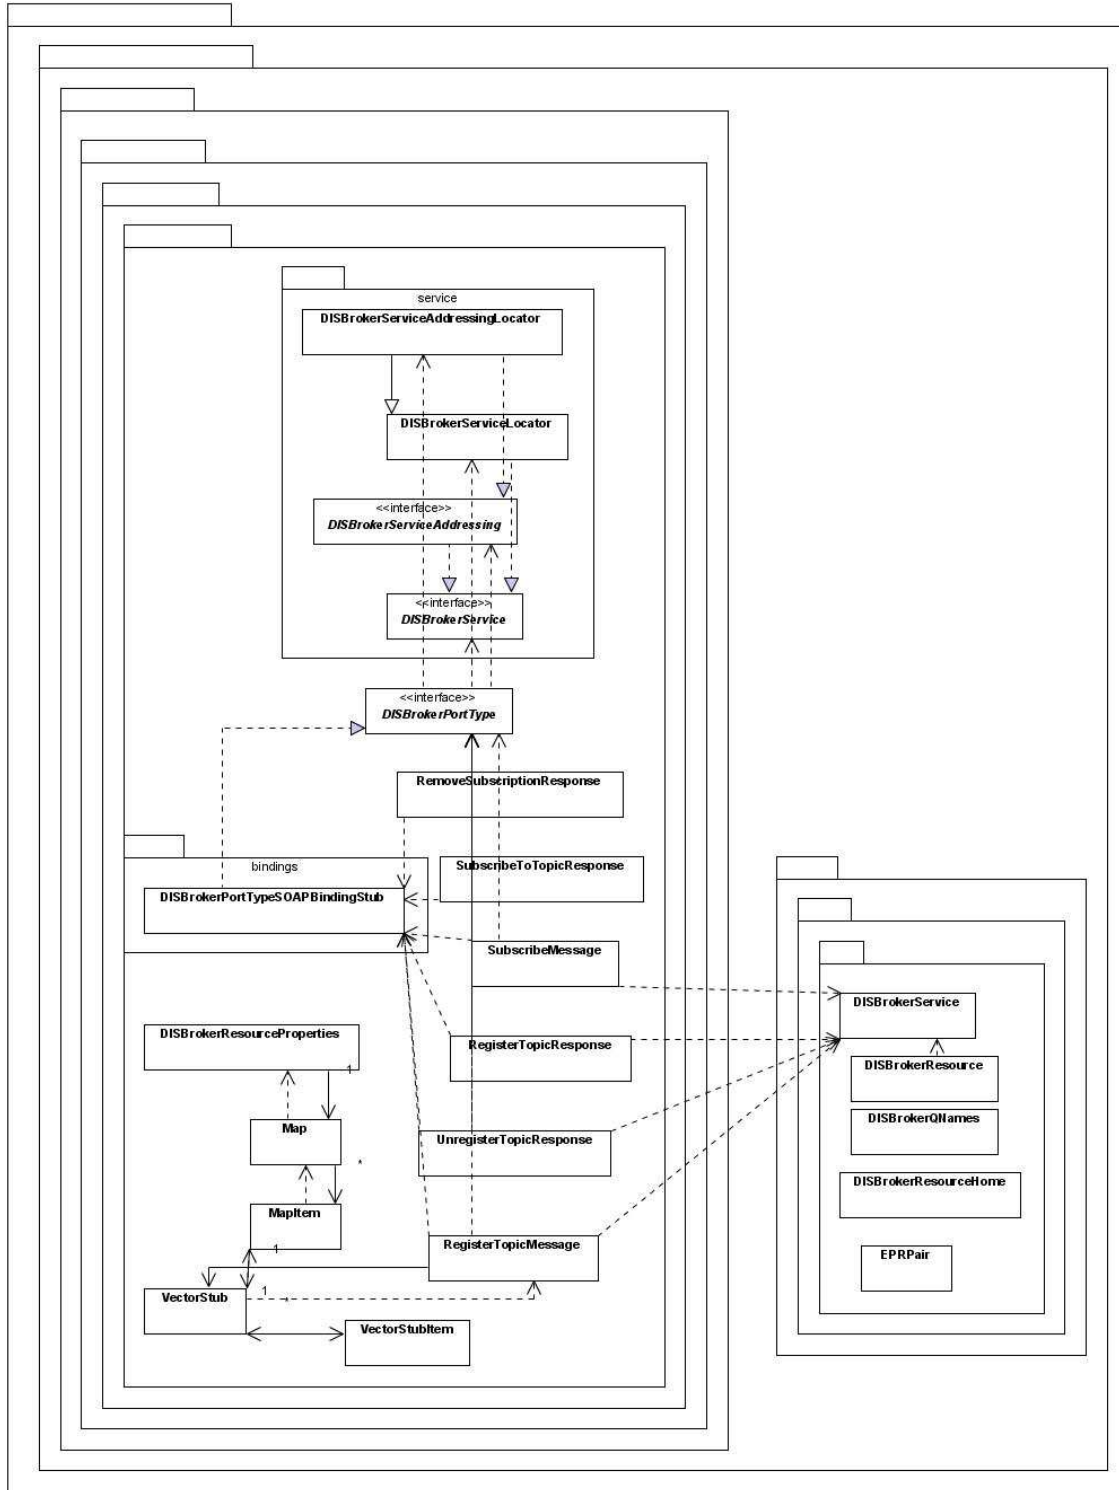 service
DISBrokerServiceAddressingLocator
DISBrokerServiceLocator
<<interface>>
DISBrokerServiceAddressing
<<interface>>
DISBrokerService
<<interface>>
DISBrokerPortType
RemoveSubscriptionResponse
bindings
SubscribeToTopicResponse
DISBrokerPortTypeSOAPBindingStub
SubscribeMessage
DISBrokerService
DISBrokerResourceProperties
RegisterTopicResponse
1
DISBrokerResource
Map
DISBrokerQNames
UnregisterTopicResponse
*
DISBrokerResourceHome
MapItem
RegisterTopicMessage
1
EPRPair
1
*
VectorStub
VectorStubItem